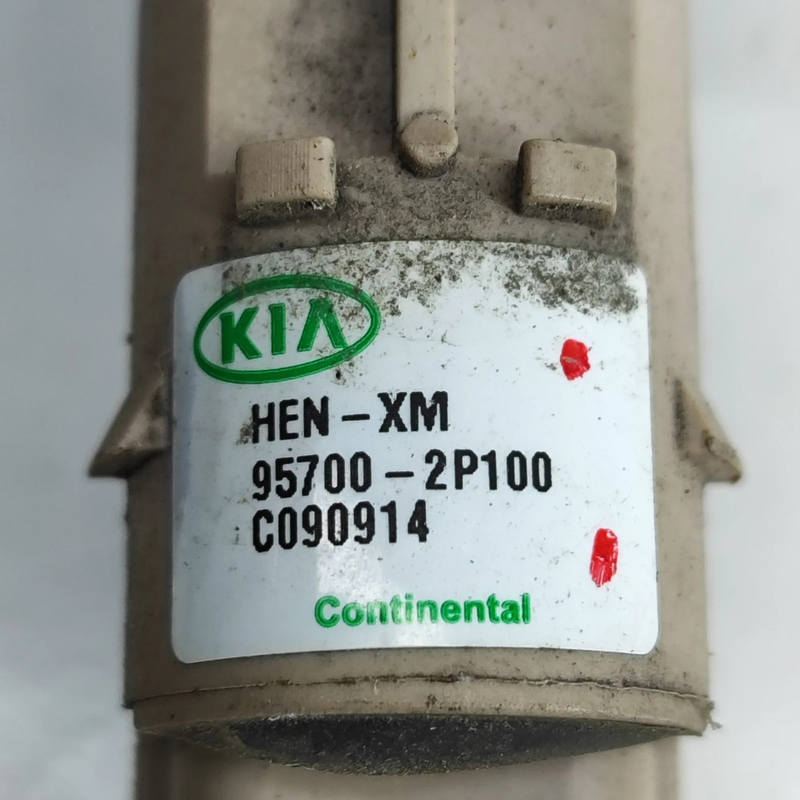 KIA
HEN-XM
95700-2P100
C090914
Continental